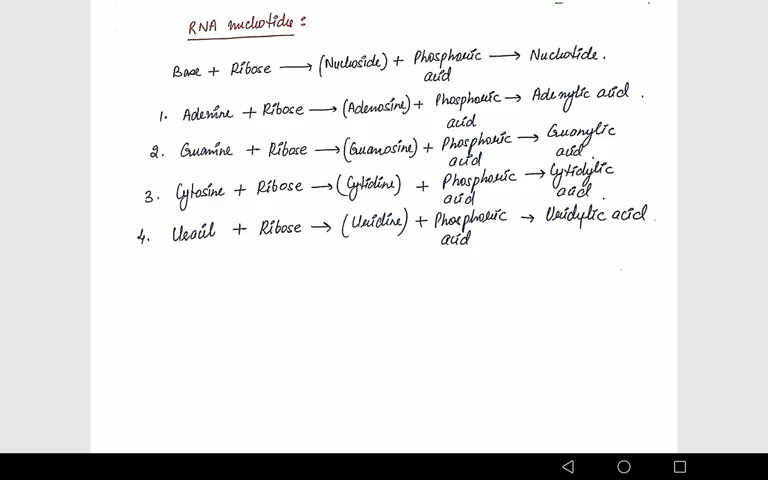 RNA nucleotide :
Base + Ribose ⟶ (Nucleoside) + Phosphoric acid ⟶ Nucleotide.
1. Adenine + Ribose ⟶ (Adenosine) + Phosphoric acid → Adenylic acid.
2. Guanine + Ribose ⟶ (Guanosine) + Phosphoric acid ⟶ Guanylic acid.
3. Cytosine + Ribose ⟶ (Cytidine) + Phosphoric acid → Cytidylic acid.
4. Uracil + Ribose → (Uridine) + Phosphoric acid → Uridylic acid.